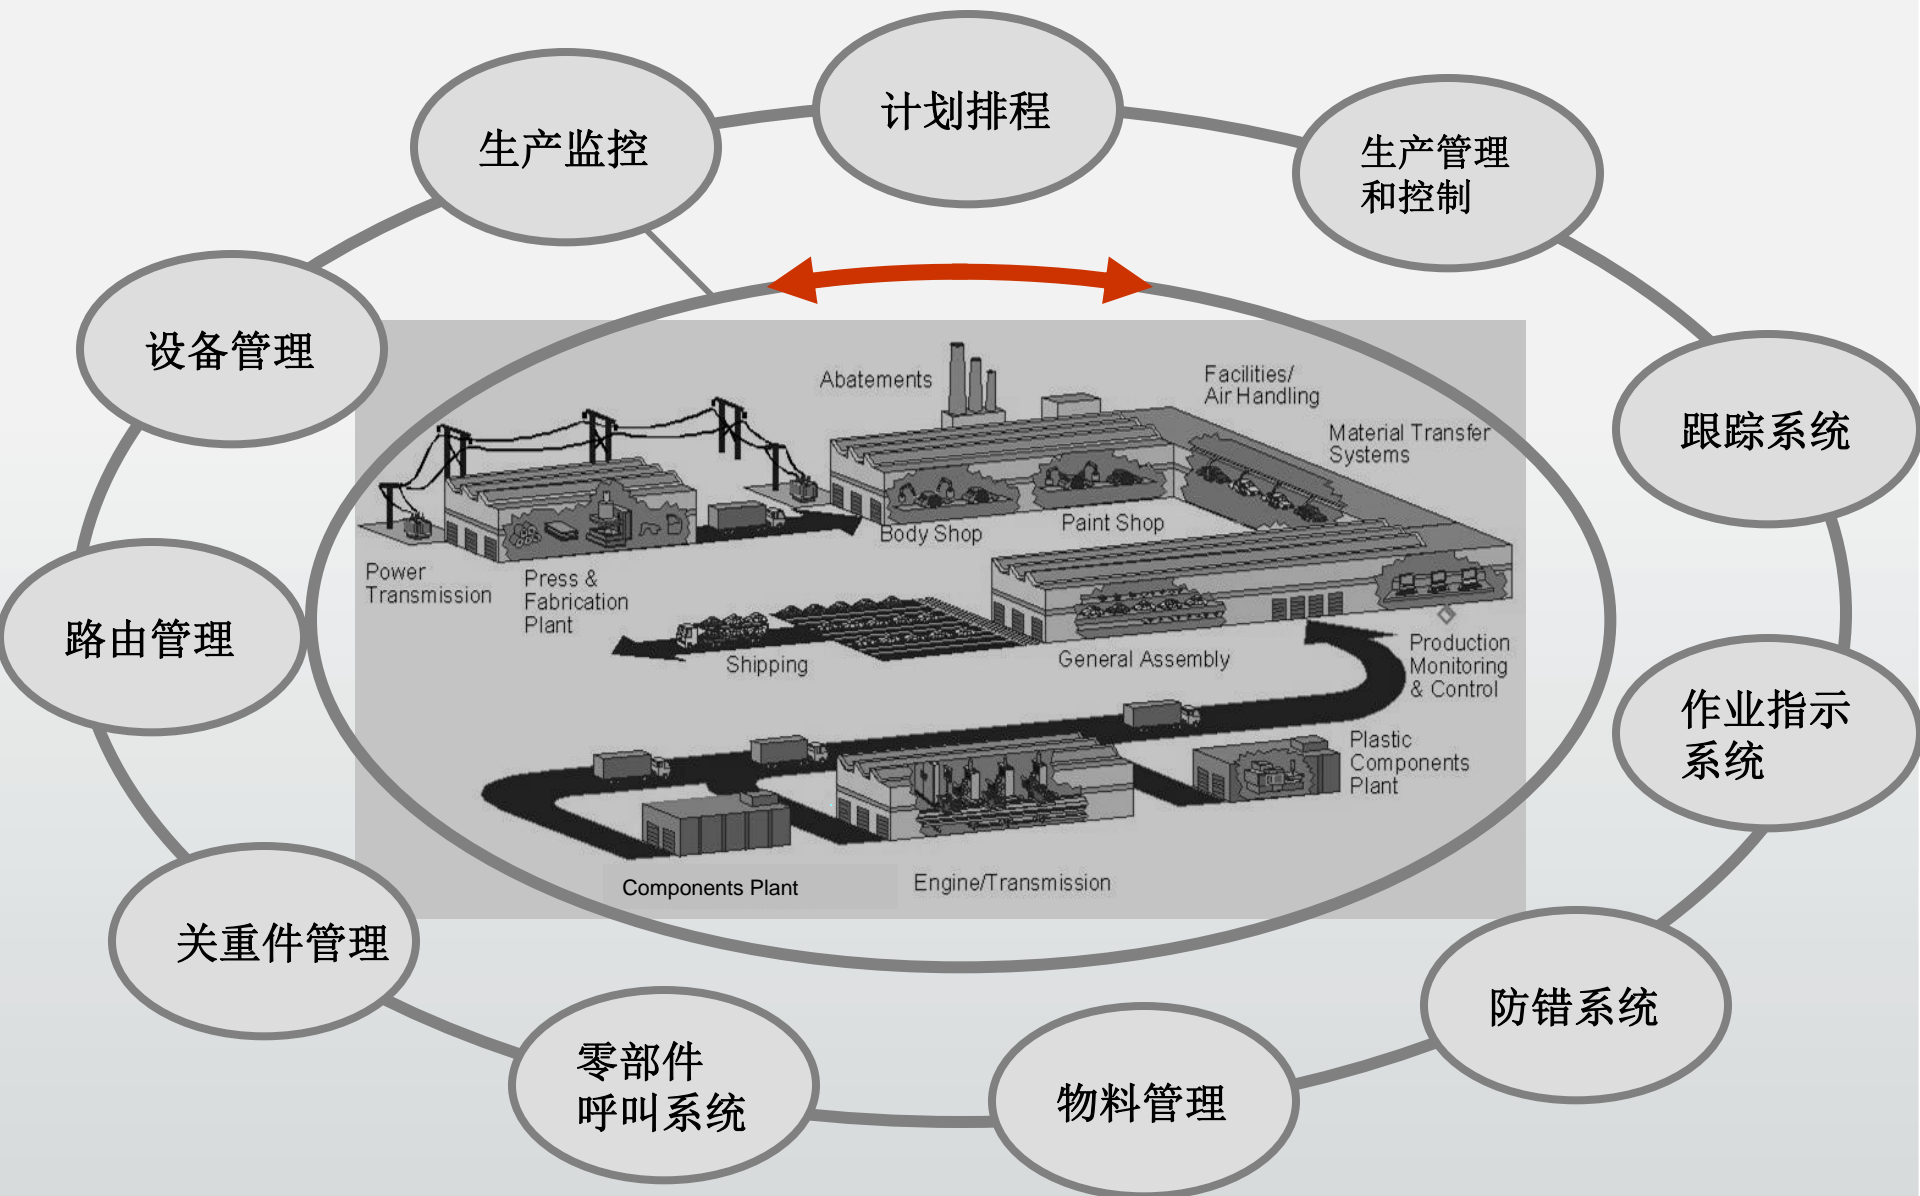 计划排程
生产监控
生产管理
和控制
设备管理
跟踪系统
路由管理
作业指示
系统
关重件管理
防错系统
零部件
呼叫系统
物料管理
Abatements
Facilities/
Air Handling
Material Transfer
Systems
Body Shop
Paint Shop
Power
Transmission
Press &
Fabrication
Plant
Shipping
General Assembly
Production
Monitoring
& Control
Plastic
Components
Plant
Components Plant
Engine/Transmission